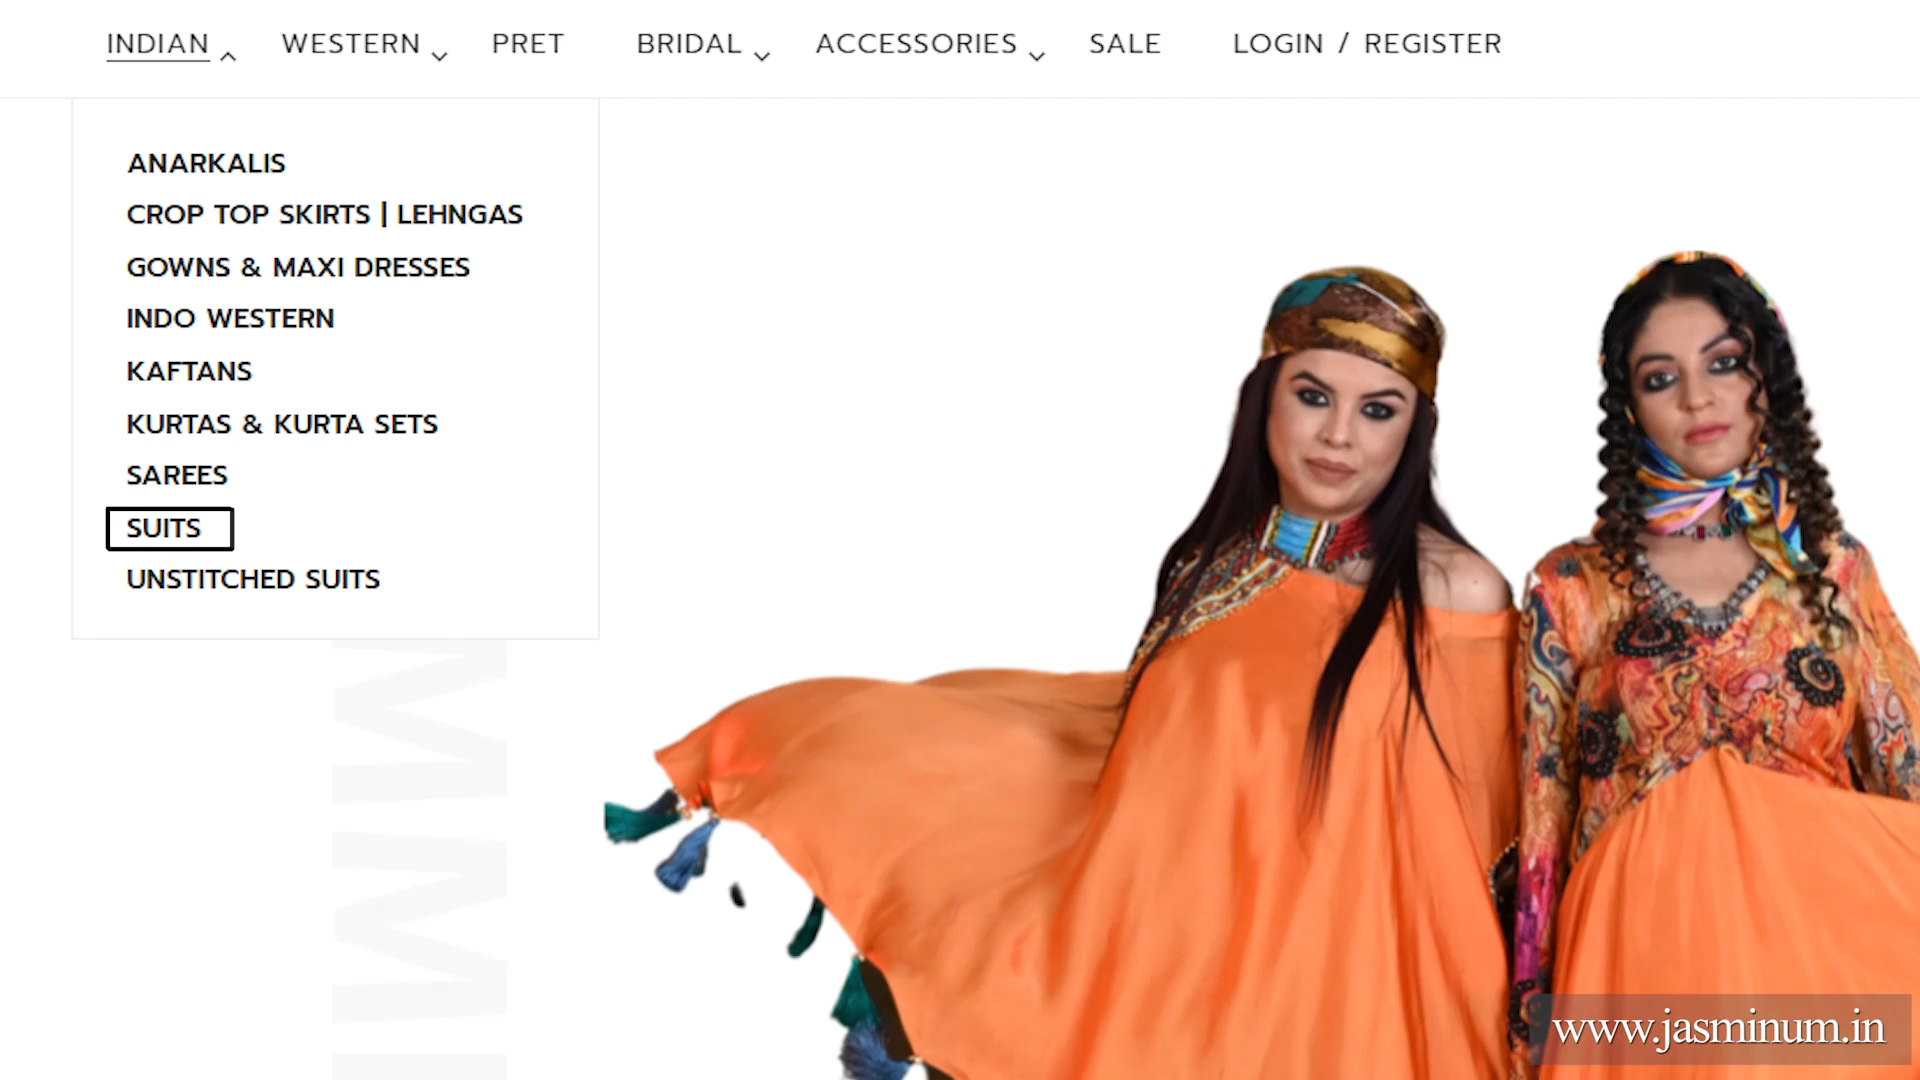 INDIAN WESTERN PRET BRIDAL ACCESSORIES SALE LOGIN / REGISTER
ANARKALIS
CROP TOP SKIRTS | LEHNGAS
GOWNS & MAXI DRESSES
INDO WESTERN
KAFTANS
KURTAS & KURTA SETS
SAREES
SUITS
UNSTITCHED SUITS
www.jasminum.in